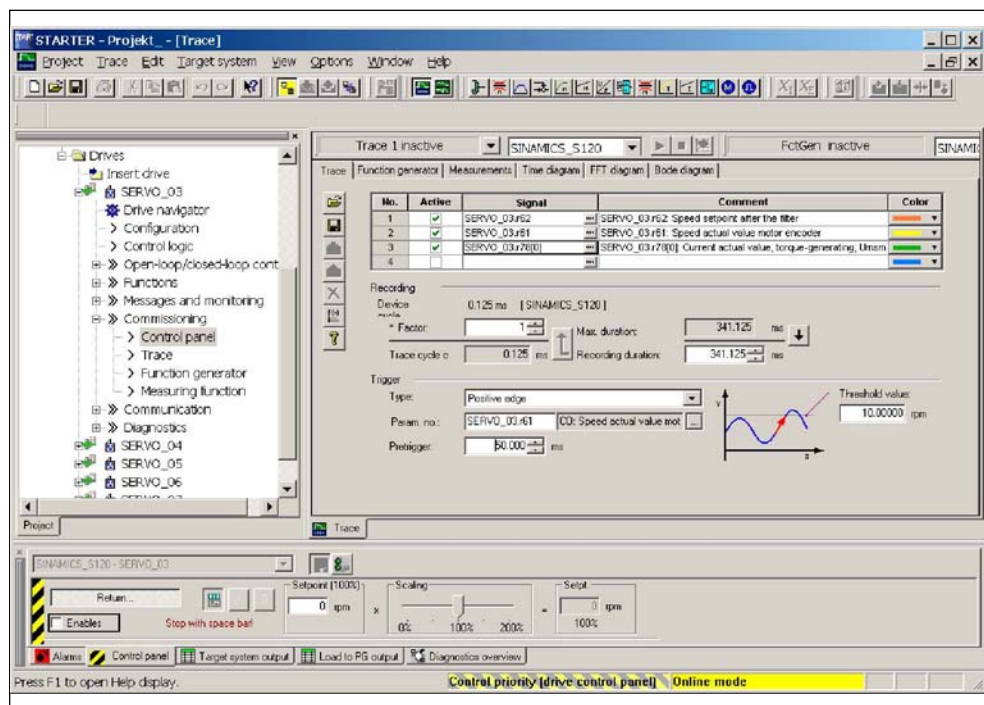 STARTER - Projekt_ - [Trace]
Project Trace Edit Target system View Options Window Help
Trace 1 inactive SINAMICS_S120 FctGen inactive SINAMI
Trace Function generator Measurements Time diagram FFT diagram Bode diagram
No. Active Signal Comment Color
1 SERVO_03.r62 SERVO_03.r62: Speed setpoint after the filter
2 SERVO_03.r61 SERVO_03.r61: Speed actual value motor encoder
3 SERVO_03.r78[0] SERVO_03.r78[0]: Current actual value, torque-generating, Unsm
4
Drives
Insert drive
SERVO_03
Drive navigator
Configuration
Control logic
Open-loop/closed-loop cont
Functions
Messages and monitoring
Commissioning
Control panel
Trace
Function generator
Measuring function
Communication
Diagnostics
SERVO_04
SERVO_05
SERVO_06
Project
Recording
Device 0.125 ms [SINAMICS_S120]
* Factor: 1 Max. duration: 341.125 ms
Trace cycle c 0.125 ms Recording duration: 341.125 ms
Trigger
Type: Positive edge Threshold value:
10.00000 rpm
Param. no.: SERVO_03.r61 CO: Speed actual value mot ...
Pretrigger: 50.000 ms
Y
X
Trace
SINAMICS_S120 - SERVO_03
Return... Setpoint [100%] Scaling Setpt.
0 rpm x = 0 rpm
Enables Stop with space bar! 0% 100% 200% 100%
Alarms Control panel Target system output Load to PG output Diagnostics overview
Press F1 to open Help display. Control priority [drive control panel] Online mode